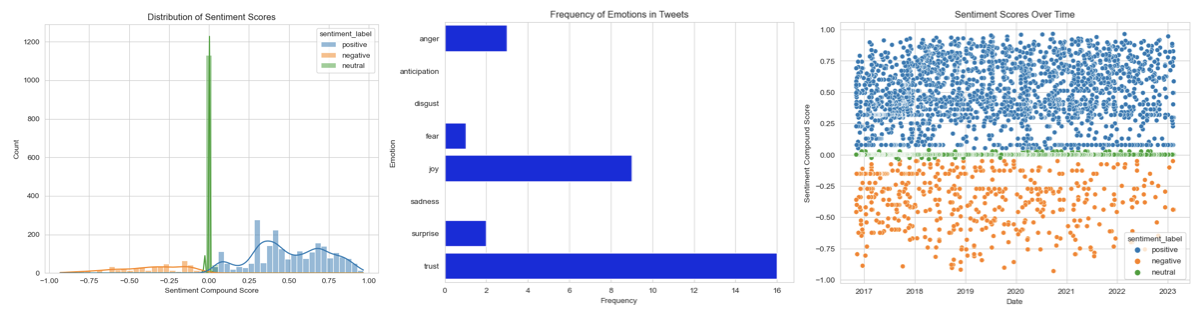 Distribution of Sentiment Scores
sentiment_label
positive
negative
neutral
1200
1000
800
600
400
200
0
Count
−1.00 −0.75 −0.50 −0.25 0.00 0.25 0.50 0.75 1.00
Sentiment Compound Score
Frequency of Emotions in Tweets
anger
anticipation
disgust
fear
joy
sadness
surprise
trust
Emotion
0 2 4 6 8 10 12 14 16
Frequency
Sentiment Scores Over Time
1.00
0.75
0.50
0.25
0.00
−0.25
−0.50
−0.75
−1.00
Sentiment Compound Score
sentiment_label
positive
negative
neutral
2017 2018 2019 2020 2021 2022 2023
Date